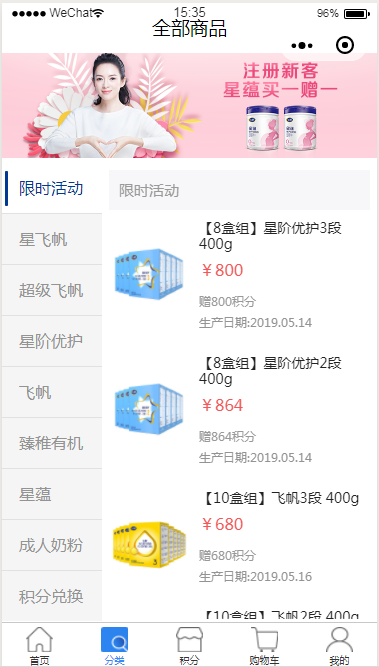 WeChat
15:35
96%
全部商品
注册新客
星蕴买一赠一
限时活动
星飞帆
超级飞帆
星阶优护
飞帆
臻稚有机
星蕴
成人奶粉
积分兑换
限时活动
【8盒组】星阶优护3段
400g
￥800
赠800积分
生产日期:2019.05.14
【8盒组】星阶优护2段
400g
￥864
赠864积分
生产日期:2019.05.14
【10盒组】飞帆3段 400g
￥680
赠680积分
生产日期:2019.05.16
【10盒组】飞帆2段 400g
首页
分类
积分
购物车
我的